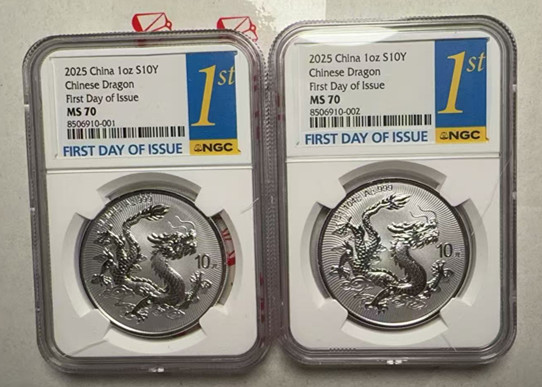 2025 China 1oz S10Y
Chinese Dragon
First Day of Issue
MS 70
8506910-001
1st
FIRST DAY OF ISSUE
NGC
10元
2025 China 1oz S10Y
Chinese Dragon
First Day of Issue
MS 70
8506910-002
1st
FIRST DAY OF ISSUE
NGC
Ag.999
10元